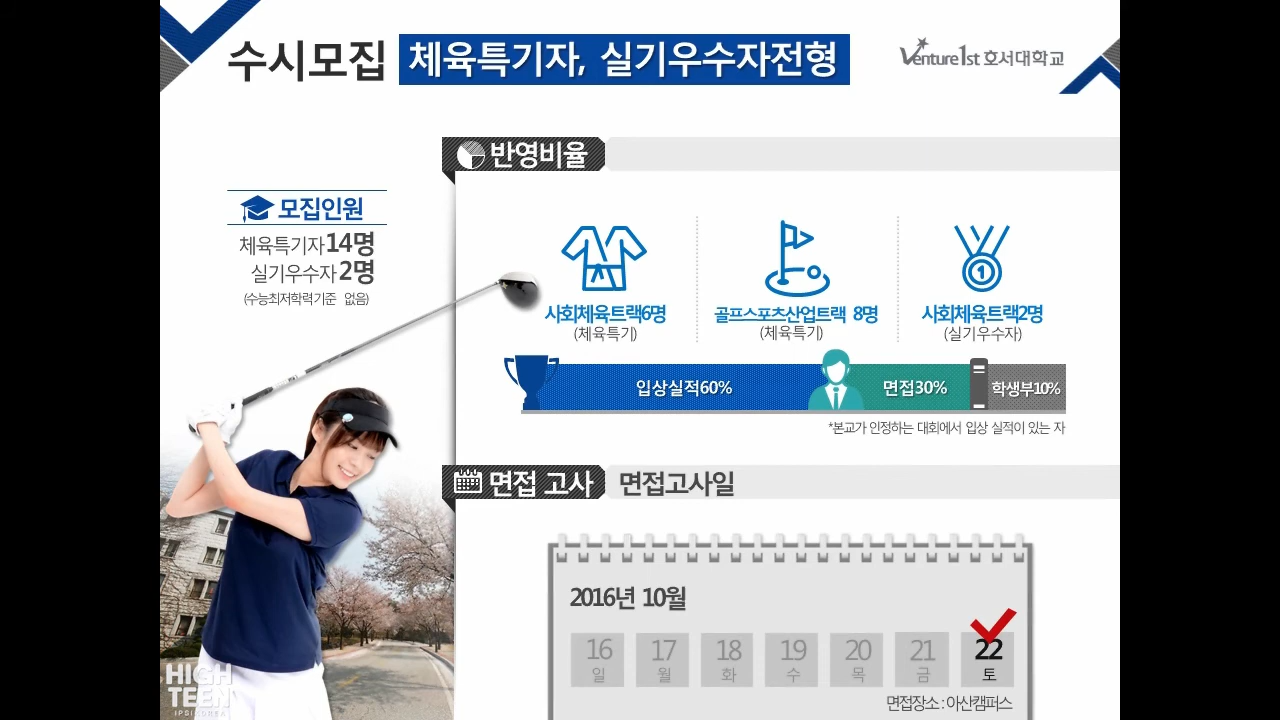 수시모집 체육특기자, 실기우수자전형
Venture1st 호서대학교
모집인원
체육특기자 14명
실기우수자 2명
(수능최저학력기준 없음)
반영비율
사회체육트랙6명
(체육특기)
골프스포츠산업트랙 8명
(체육특기)
사회체육트랙2명
(실기우수자)
입상실적60% 면접30% 학생부10%
*본교가 인정하는 대회에서 입상 실적이 있는 자
면접 고사 면접고사일
2016년 10월
16 17 18 19 20 21 22
일 월 화 수 목 금 토
면접장소 : 아산캠퍼스
HIGH
TEEN
IPSIKOREA